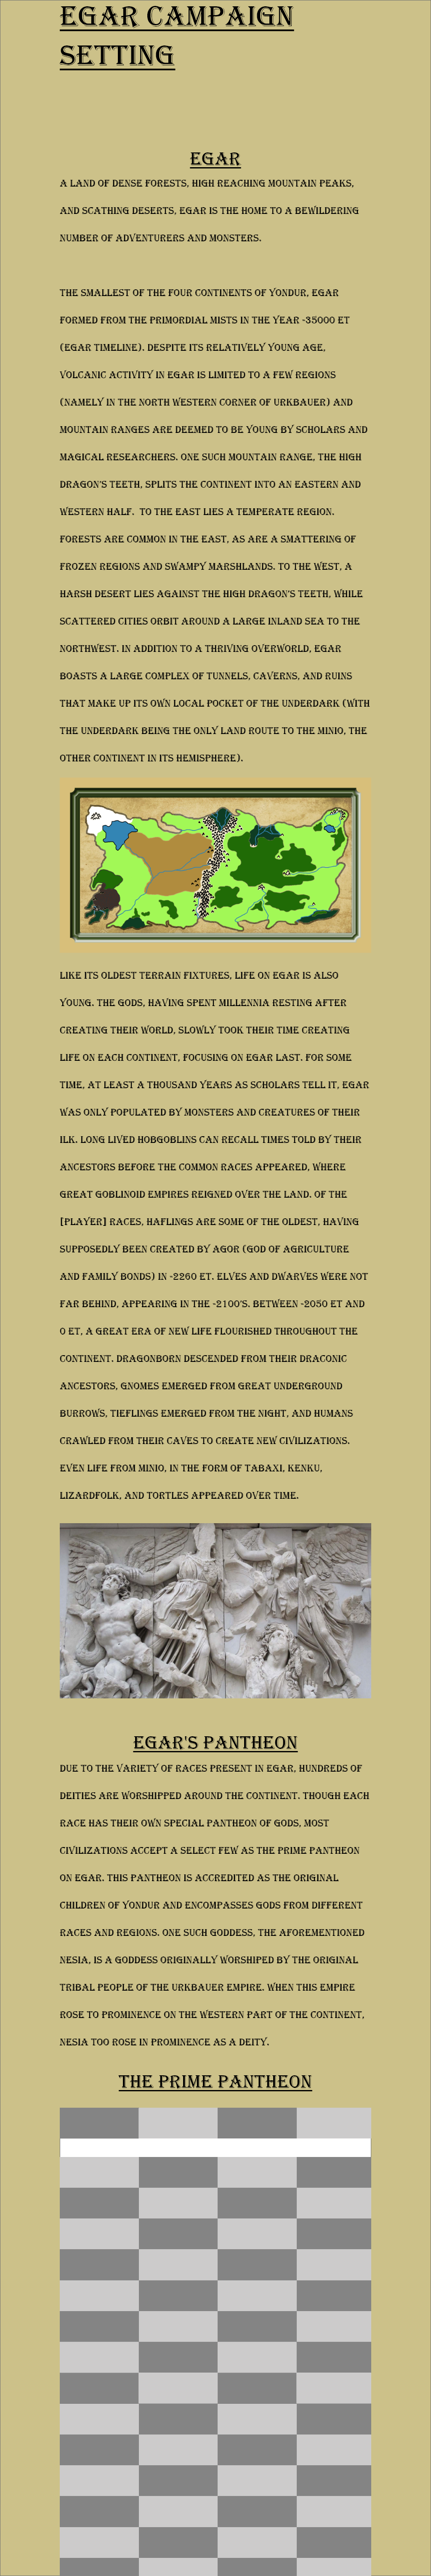 EGAR CAMPAIGN
SETTING
EGAR
A LAND OF DENSE FORESTS, HIGH REACHING MOUNTAIN PEAKS,
AND SCATHING DESERTS, EGAR IS THE HOME TO A BEWILDERING
NUMBER OF ADVENTURERS AND MONSTERS.
THE SMALLEST OF THE FOUR CONTINENTS OF YONDUR, EGAR
FORMED FROM THE PRIMORDIAL MISTS IN THE YEAR -35000 ET
(EGAR TIMELINE). DESPITE ITS RELATIVELY YOUNG AGE,
VOLCANIC ACTIVITY IN EGAR IS LIMITED TO A FEW REGIONS
(NAMELY IN THE NORTH WESTERN CORNER OF URKBAUER) AND
MOUNTAIN RANGES ARE DEEMED TO BE YOUNG BY SCHOLARS AND
MAGICAL RESEARCHERS. ONE SUCH MOUNTAIN RANGE, THE HIGH
DRAGON'S TEETH, SPLITS THE CONTINENT INTO AN EASTERN AND
WESTERN HALF. TO THE EAST LIES A TEMPERATE REGION.
FORESTS ARE COMMON IN THE EAST, AS ARE A SMATTERING OF
FROZEN REGIONS AND SWAMPY MARSHLANDS. TO THE WEST, A
HARSH DESERT LIES AGAINST THE HIGH DRAGON'S TEETH, WHILE
SCATTERED CITIES ORBIT AROUND A LARGE INLAND SEA TO THE
NORTHWEST. IN ADDITION TO A THRIVING OVERWORLD, EGAR
BOASTS A LARGE COMPLEX OF TUNNELS, CAVERNS, AND RUINS
THAT MAKE UP ITS OWN LOCAL POCKET OF THE UNDERDARK (WITH
THE UNDERDARK BEING THE ONLY LAND ROUTE TO THE MINIO, THE
OTHER CONTINENT IN ITS HEMISPHERE).
LIKE ITS OLDEST TERRAIN FIXTURES, LIFE ON EGAR IS ALSO
YOUNG. THE GODS, HAVING SPENT MILLENNIA RESTING AFTER
CREATING THEIR WORLD, SLOWLY TOOK THEIR TIME CREATING
LIFE ON EACH CONTINENT, FOCUSING ON EGAR LAST. FOR SOME
TIME, AT LEAST A THOUSAND YEARS AS SCHOLARS TELL IT, EGAR
WAS ONLY POPULATED BY MONSTERS AND CREATURES OF THEIR
ILK. LONG LIVED HOBGOBLINS CAN RECALL TIMES TOLD BY THEIR
ANCESTORS BEFORE THE COMMON RACES APPEARED, WHERE
GREAT GOBLINOID EMPIRES REIGNED OVER THE LAND. OF THE
[PLAYER] RACES, HAFLINGS ARE SOME OF THE OLDEST, HAVING
SUPPOSEDLY BEEN CREATED BY AGOR (GOD OF AGRICULTURE
AND FAMILY BONDS) IN -2260 ET. ELVES AND DWARVES WERE NOT
FAR BEHIND, APPEARING IN THE -2100'S. BETWEEN -2050 ET AND
0 ET, A GREAT ERA OF NEW LIFE FLOURISHED THROUGHOUT THE
CONTINENT. DRAGONBORN DESCENDED FROM THEIR DRACONIC
ANCESTORS, GNOMES EMERGED FROM GREAT UNDERGROUND
BURROWS, TIEFLINGS EMERGED FROM THE NIGHT, AND HUMANS
CRAWLED FROM THEIR CAVES TO CREATE NEW CIVILIZATIONS.
EVEN LIFE FROM MINIO, IN THE FORM OF TABAXI, KENKU,
LIZARDFOLK, AND TORTLES APPEARED OVER TIME.
EGAR'S PANTHEON
DUE TO THE VARIETY OF RACES PRESENT IN EGAR, HUNDREDS OF
DEITIES ARE WORSHIPPED AROUND THE CONTINENT. THOUGH EACH
RACE HAS THEIR OWN SPECIAL PANTHEON OF GODS, MOST
CIVILIZATIONS ACCEPT A SELECT FEW AS THE PRIME PANTHEON
ON EGAR. THIS PANTHEON IS ACCREDITED AS THE ORIGINAL
CHILDREN OF YONDUR AND ENCOMPASSES GODS FROM DIFFERENT
RACES AND REGIONS. ONE SUCH GODDESS, THE AFOREMENTIONED
NESIA, IS A GODDESS ORIGINALLY WORSHIPED BY THE ORIGINAL
TRIBAL PEOPLE OF THE URKBAUER EMPIRE. WHEN THIS EMPIRE
ROSE TO PROMINENCE ON THE WESTERN PART OF THE CONTINENT,
NESIA TOO ROSE IN PROMINENCE AS A DEITY.
THE PRIME PANTHEON